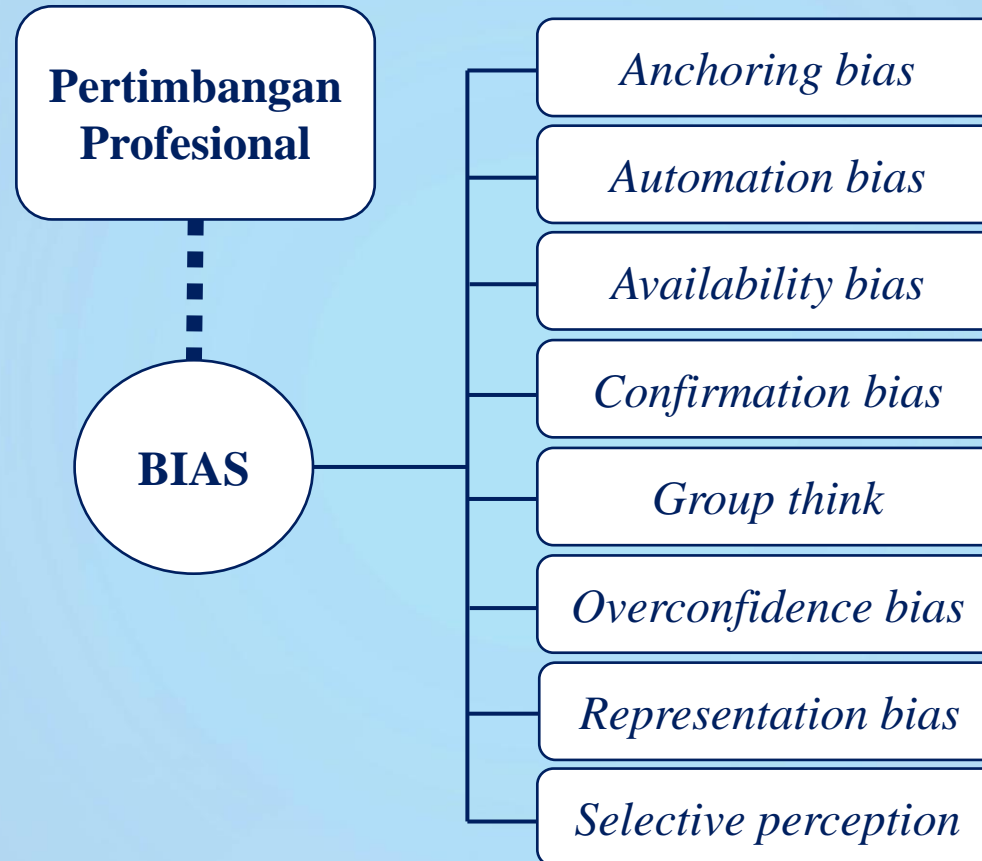 Pertimbangan
Profesional
BIAS
Anchoring bias
Automation bias
Availability bias
Confirmation bias
Group think
Overconfidence bias
Representation bias
Selective perception